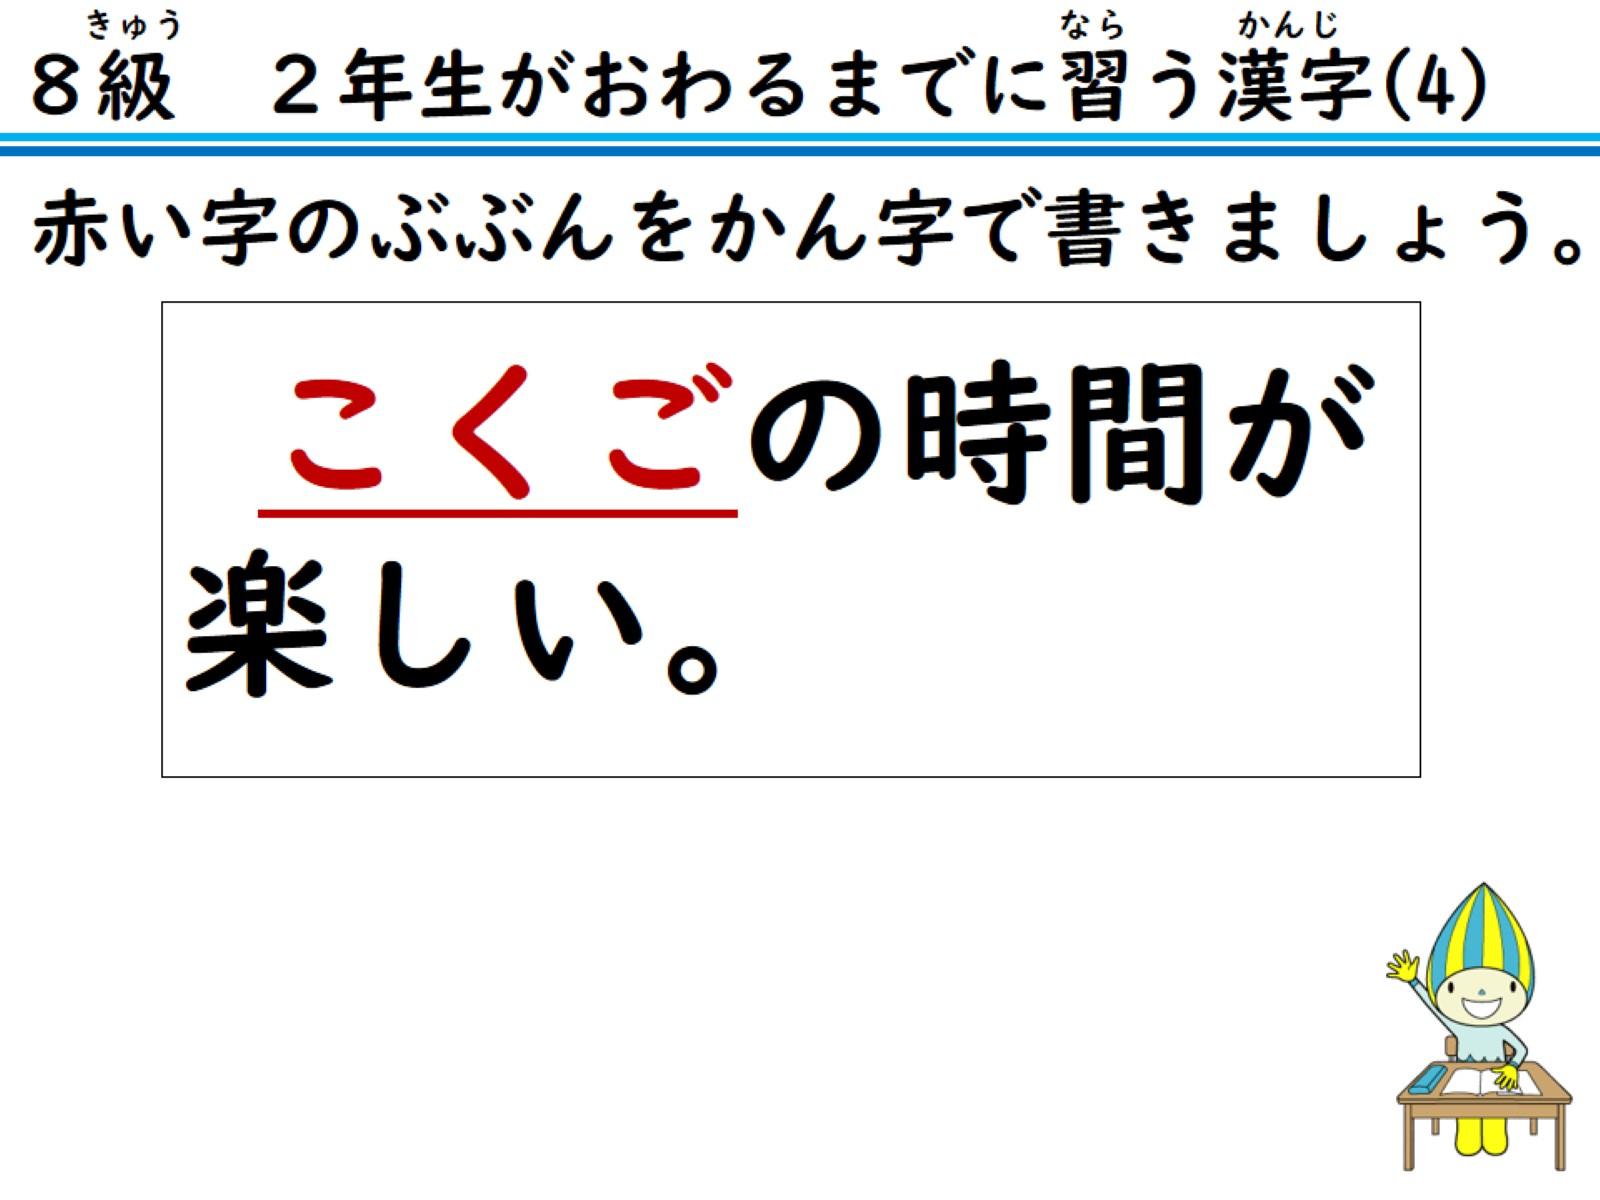 きゅう なら かんじ
８級　２年生がおわるまでに習う漢字(4)
赤い字のぶぶんをかん字で書きましょう。
こくごの時間が
楽しい。